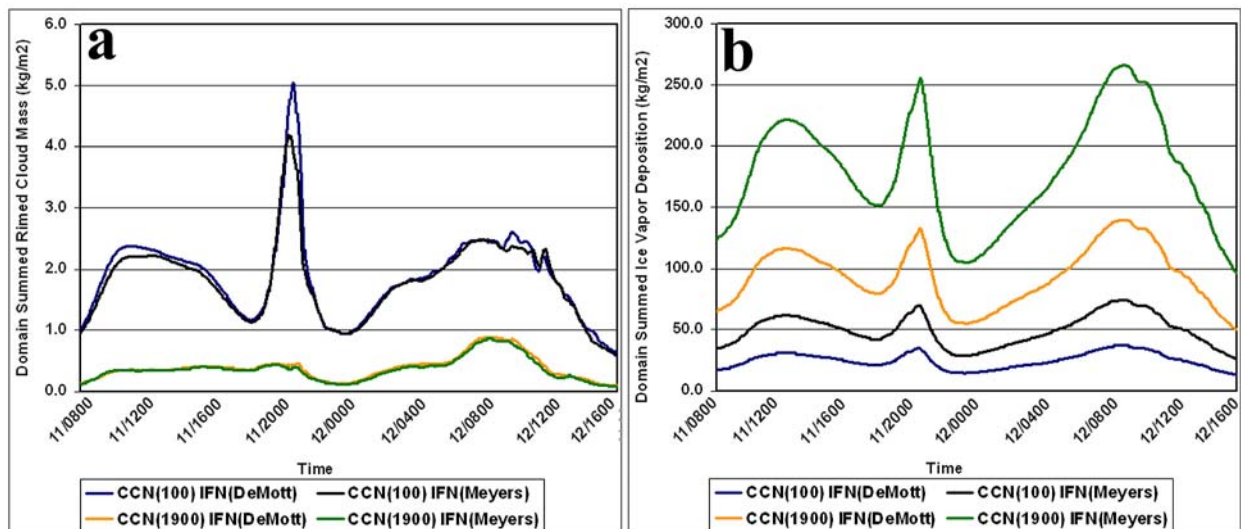 a
Domain Summed Rimed Cloud Mass (kg/m2)
6.0
5.0
4.0
3.0
2.0
1.0
0.0
11/0800
11/1200
11/1600
11/2000
12/0000
12/0400
12/0800
12/1200
12/1600
Time
CCN(100) IFN(DeMott)
CCN(100) IFN(Meyers)
CCN(1900) IFN(DeMott)
CCN(1900) IFN(Meyers)
b
Domain Summed Ice Vapor Deposition (kg/m2)
300.0
250.0
200.0
150.0
100.0
50.0
0.0
11/0800
11/1200
11/1600
11/2000
12/0000
12/0400
12/0800
12/1200
12/1600
Time
CCN(100) IFN(DeMott)
CCN(100) IFN(Meyers)
CCN(1900) IFN(DeMott)
CCN(1900) IFN(Meyers)